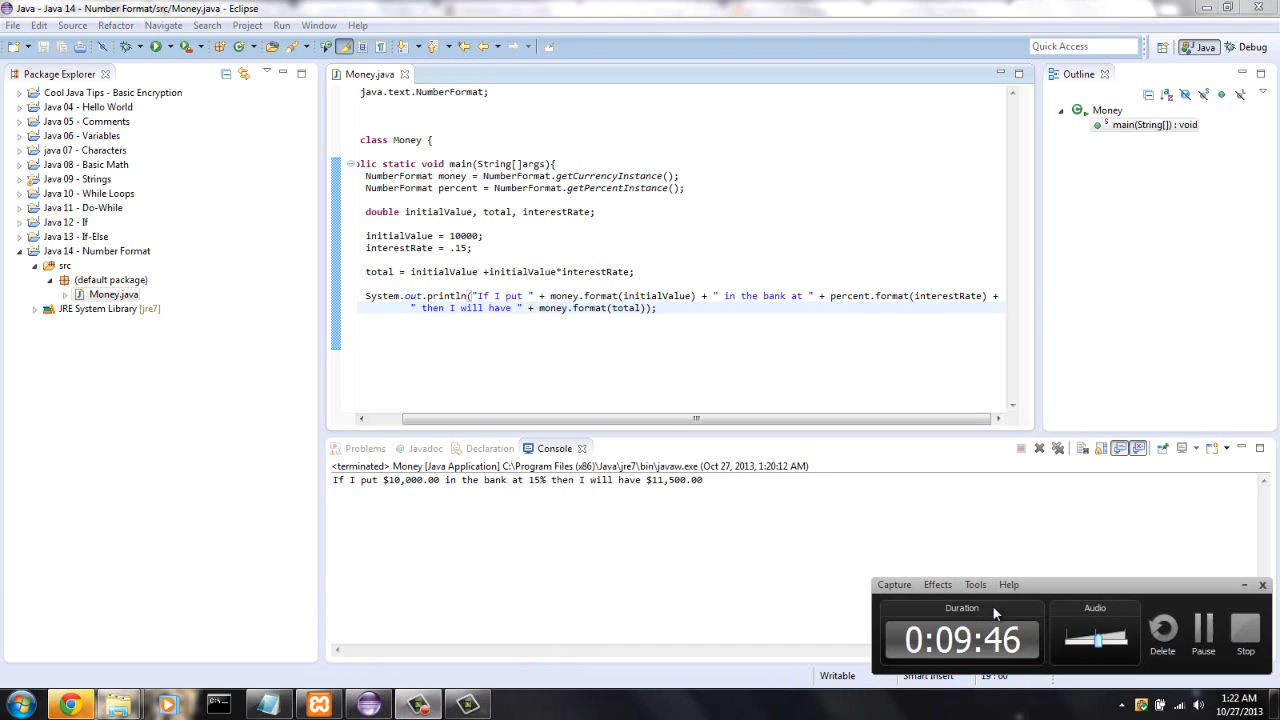 Java - Java 14 - Number Format/src/Money.java - Eclipse
File Edit Source Refactor Navigate Search Project Run Window Help
Quick Access
Java
Debug
Package Explorer
Cool Java Tips - Basic Encryption
Java 04 - Hello World
Java 05 - Comments
Java 06 - Variables
java 07 - Characters
Java 08 - Basic Math
Java 09 - Strings
Java 10 - While Loops
Java 11 - Do-While
Java 12 - If
Java 13 - If-Else
Java 14 - Number Format
src
(default package)
Money.java
JRE System Library [jre7]
Money.java
java.text.NumberFormat;
class Money {
lic static void main(String[]args){
NumberFormat money = NumberFormat.getCurrencyInstance();
NumberFormat percent = NumberFormat.getPercentInstance();
double initialValue, total, interestRate;
initialValue = 10000;
interestRate = .15;
total = initialValue +initialValue*interestRate;
System.out.println("If I put " + money.format(initialValue) + " in the bank at " + percent.format(interestRate) +
" then I will have " + money.format(total));
Outline
Money
main(String[]) : void
Problems Javadoc Declaration Console
<terminated> Money [Java Application] C:\Program Files (x86)\Java\jre7\bin\javaw.exe (Oct 27, 2013, 1:20:12 AM)
If I put $10,000.00 in the bank at 15% then I will have $11,500.00
Capture Effects Tools Help
Duration
0:09:46
Audio
Delete
Pause
Stop
Writable
Smart Insert
19 : 60
1:22 AM
10/27/2013